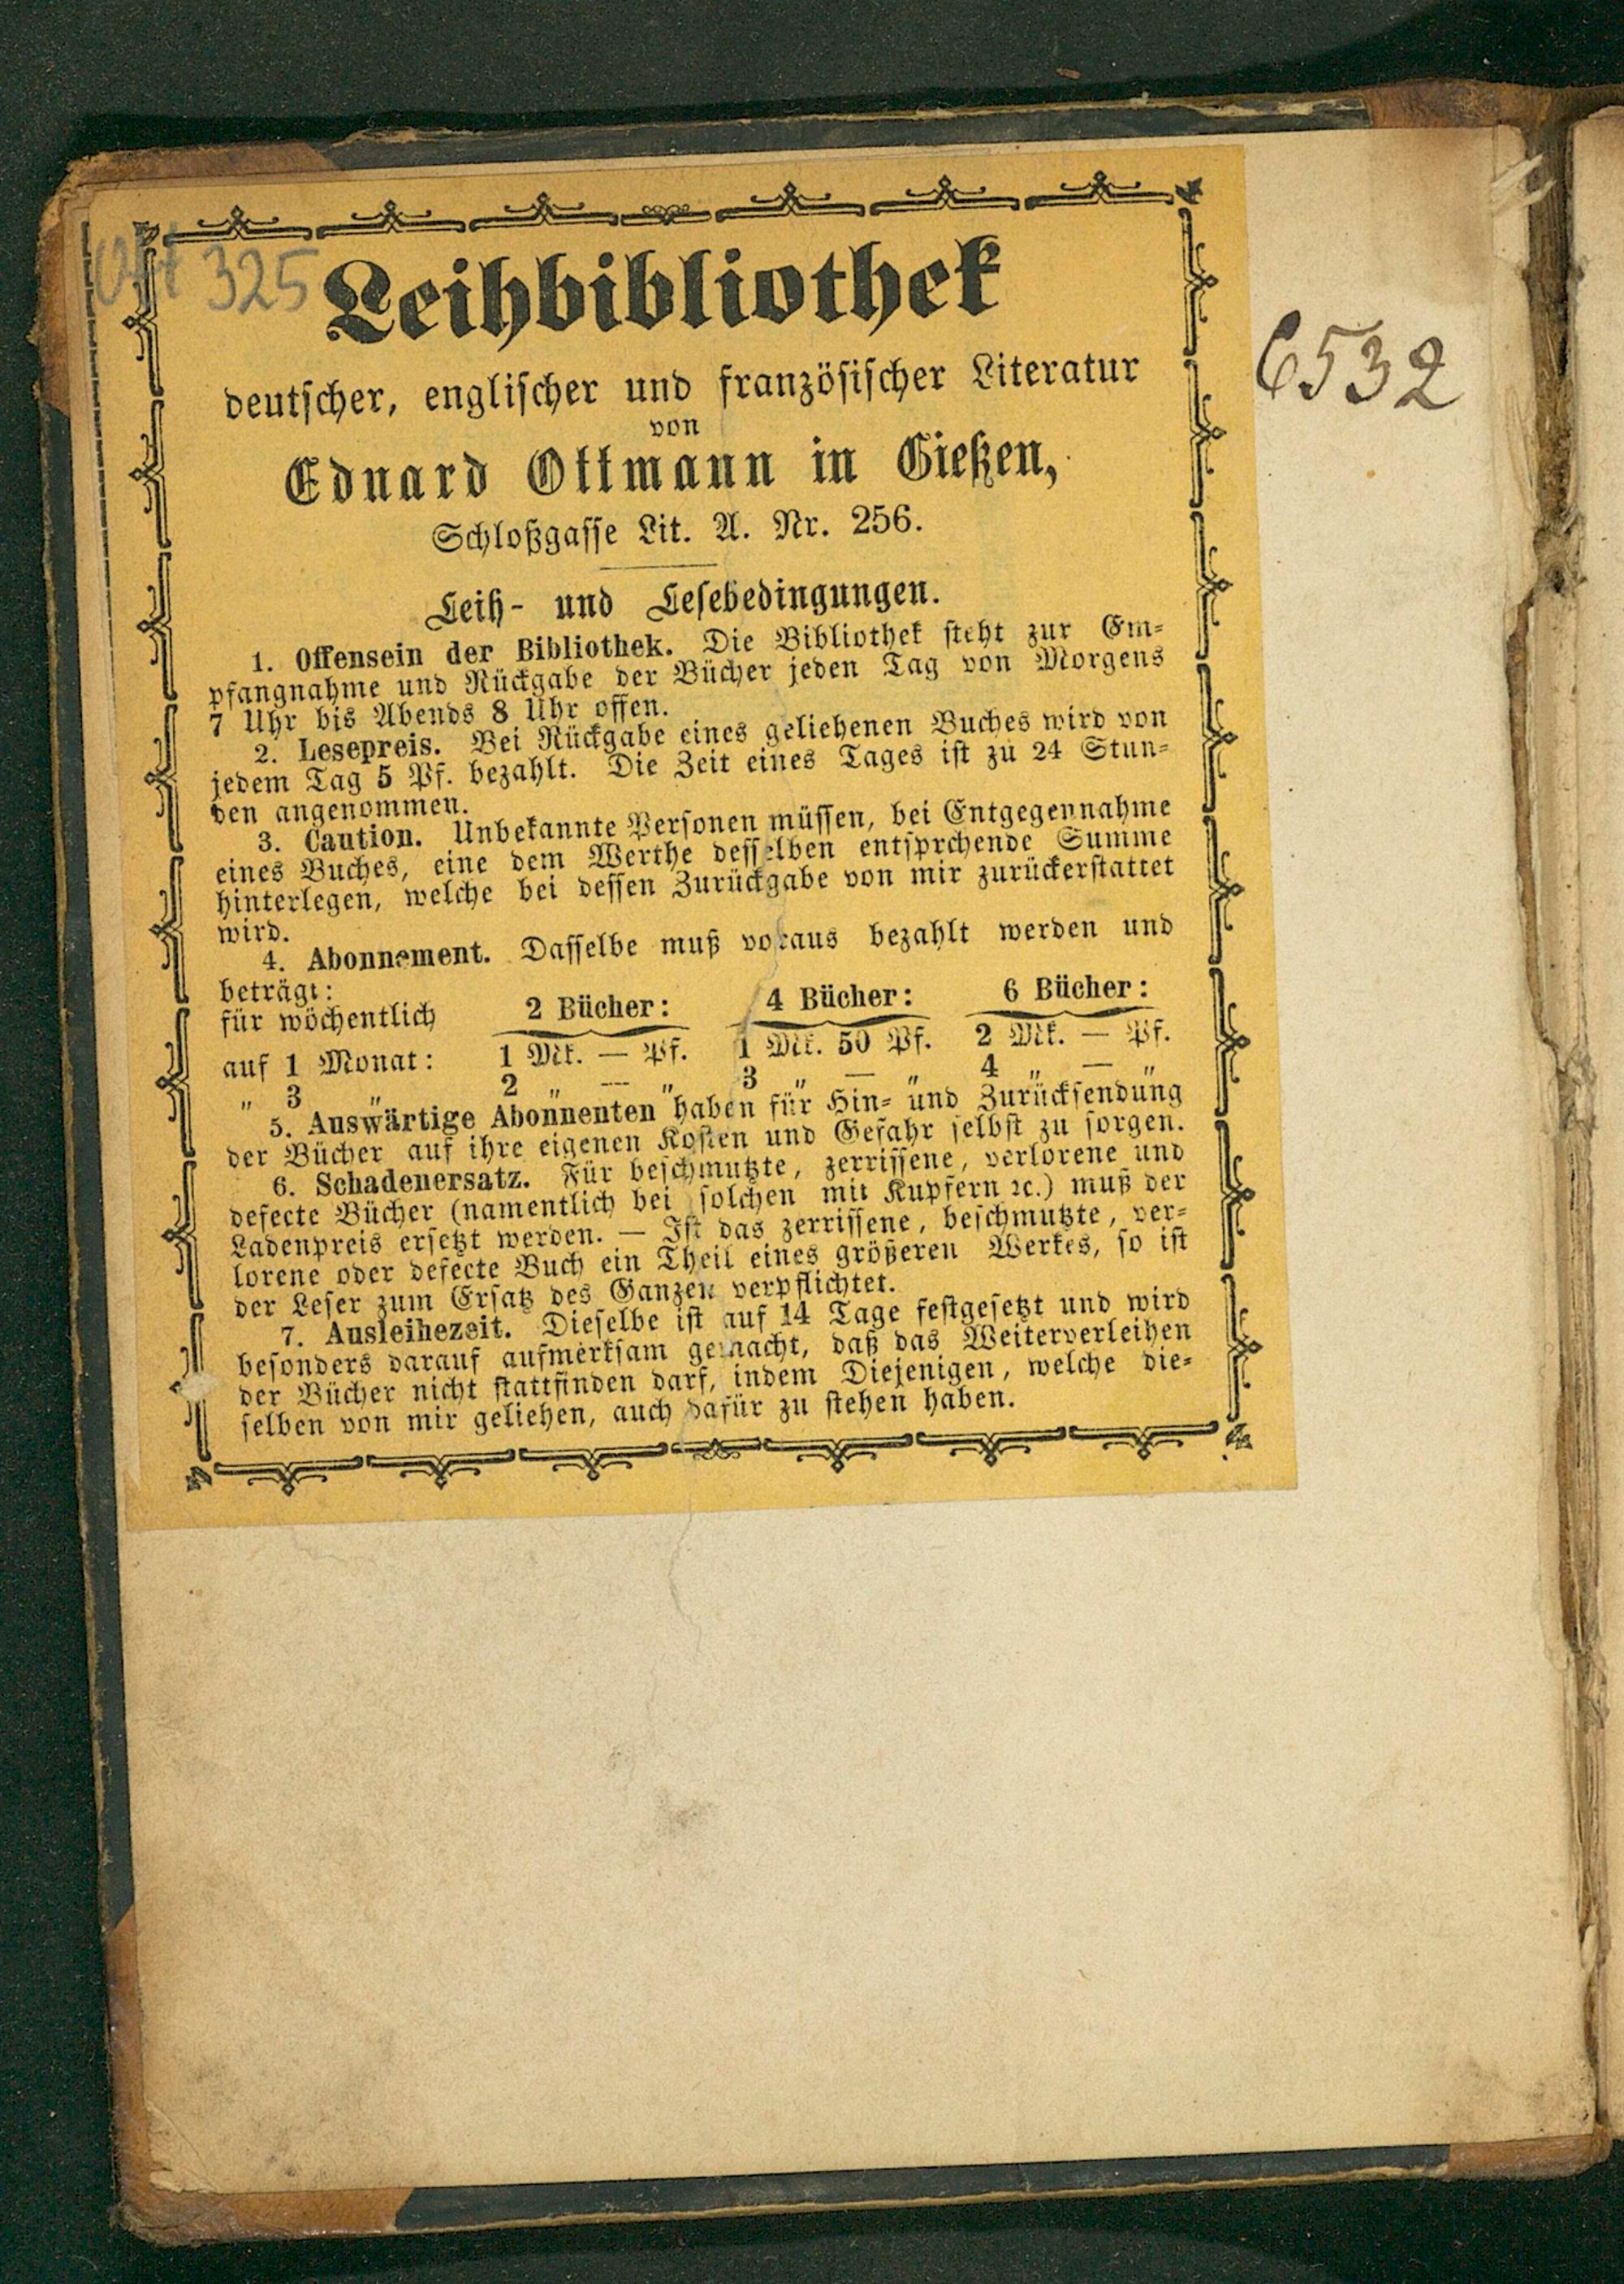 325
Leihbibliothek
deutscher, englischer und französischer Literatur
von
Eduard Ottmann in Gießen,
Schloßgasse Lit. A. Nr. 256.
Leih- und Lesebedingungen.
1. Offensein der Bibliothek. Die Bibliothek steht zur Em-
pfangnahme und Rückgabe der Bücher jeden Tag von Morgens
7 Uhr bis Abends 8 Uhr offen.
2. Lesepreis. Bei Rückgabe eines geliehenen Buches wird von
jedem Tag 5 Pf. bezahlt. Die Zeit eines Tages ist zu 24 Stun-
den angenommen.
3. Caution. Unbekannte Personen müssen, bei Entgegennahme
eines Buches, eine dem Werthe desselben entsprchende Summe
hinterlegen, welche bei dessen Zurückgabe von mir zurückerstattet
wird.
4. Abonnement. Dasselbe muß voraus bezahlt werden und
beträgt:
für wöchentlich 2 Bücher: 4 Bücher: 6 Bücher:
auf 1 Monat: 1 Mk. — Pf. 1 Mk. 50 Pf. 2 Mk. — Pf.
" 3 " 2 " — " 3 " — " 4 " — "
5. Auswärtige Abonnenten haben für Hin- und Zurücksendung
der Bücher auf ihre eigenen Kosten und Gefahr selbst zu sorgen.
6. Schadenersatz. Für beschmutzte, zerrissene, verlorene und
defecte Bücher (namentlich bei solchen mit Kupfern ꝛc.) muß der
Ladenpreis ersetzt werden. — Ist das zerrissene, beschmutzte, ver-
lorene oder defecte Buch ein Theil eines größeren Werkes, so ist
der Leser zum Ersatz des Ganzen verpflichtet.
7. Ausleihezeit. Dieselbe ist auf 14 Tage festgesetzt und wird
besonders darauf aufmerksam gemacht, daß das Weiterverleihen
der Bücher nicht stattfinden darf, indem Diejenigen, welche die-
selben von mir geliehen, auch dafür zu stehen haben.
6532